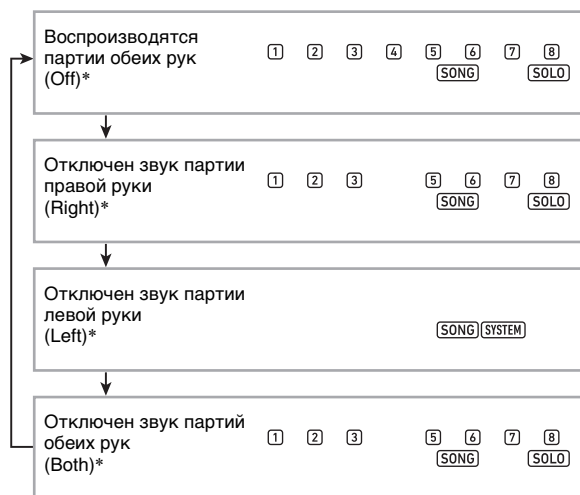 Воспроизводятся
партии обеих рук
(Off)*
1 2 3 4 5 6 7 8
SONG SOLO
Отключен звук партии
правой руки
(Right)*
1 2 3 5 6 7 8
SONG SOLO
Отключен звук партии
левой руки
(Left)*
SONG SYSTEM
Отключен звук партий
обеих рук
(Both)*
1 2 3 5 6 7 8
SONG SOLO